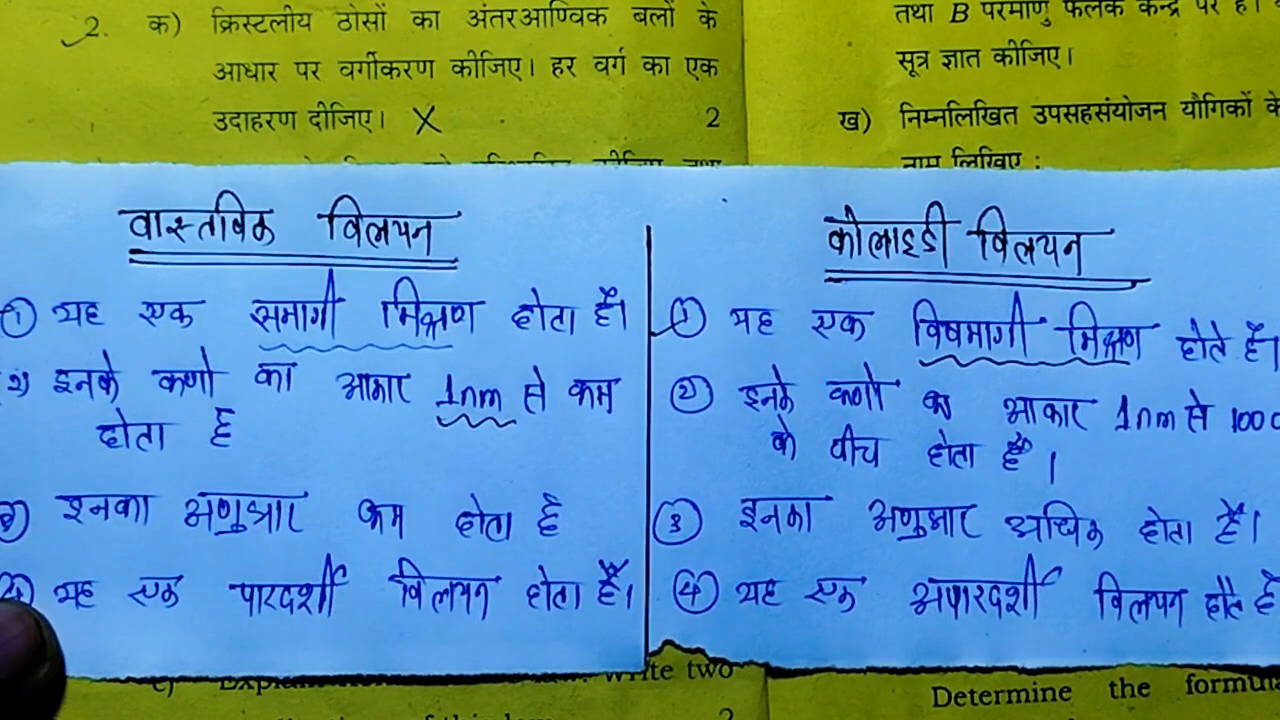 2. क) क्रिस्टलीय ठोसों का अंतरआण्विक बलों के
आधार पर वर्गीकरण कीजिए। हर वर्ग का एक
उदाहरण दीजिए। X 2
तथा B परमाणु फलक केन्द्र पर है।
सूत्र ज्ञात कीजिए।
ख) निम्नलिखित उपसहसंयोजन यौगिकों के
नाम लिखिए :
वास्तविक विलयन
① यह एक समागी मिश्रण होता है।
२) इनके कणो का आकार 1nm से कम
होता है
३) इनका अणुभार कम होता है
④ यह एक पारदर्शी विलयन होता है।
कोलाइडी विलयन
① यह एक विषमागी मिश्रण होते है।
② इनके कणो का आकार 1nm से 100
के बीच होता है।
③ इनका अणुभार अधिक होता है।
④ यह एक अपारदर्शी विलयन होते है
write two
2
Determine the formula